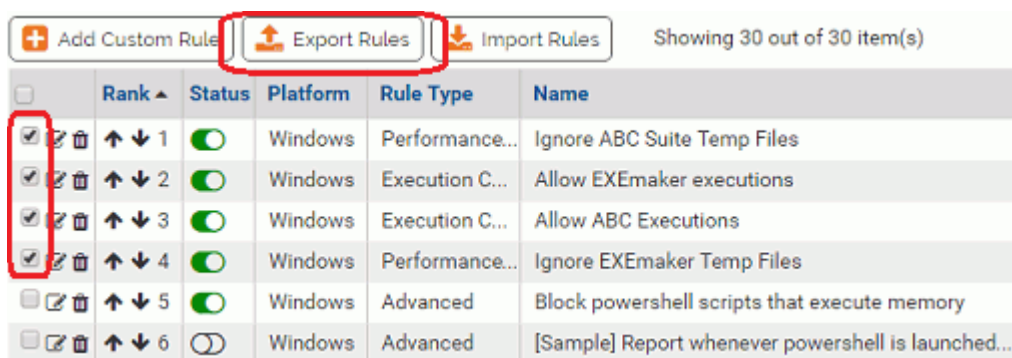 Add Custom Rule Export Rules Import Rules Showing 30 out of 30 item(s)
Rank Status Platform Rule Type Name
1 Windows Performance... Ignore ABC Suite Temp Files
2 Windows Execution C... Allow EXEmaker executions
3 Windows Execution C... Allow ABC Executions
4 Windows Performance... Ignore EXEmaker Temp Files
5 Windows Advanced Block powershell scripts that execute memory
6 Windows Advanced [Sample] Report whenever powershell is launched...